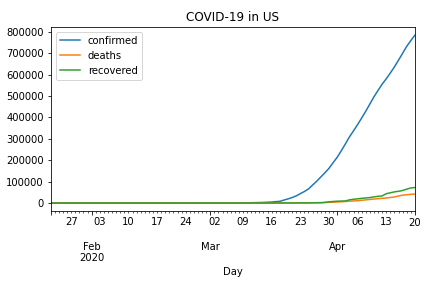 COVID-19 in US
800000
700000
600000
500000
400000
300000
200000
100000
0
confirmed
deaths
recovered
27 03 10 17 24 02 09 16 23 30 06 13 20
Feb Mar Apr
2020
Day